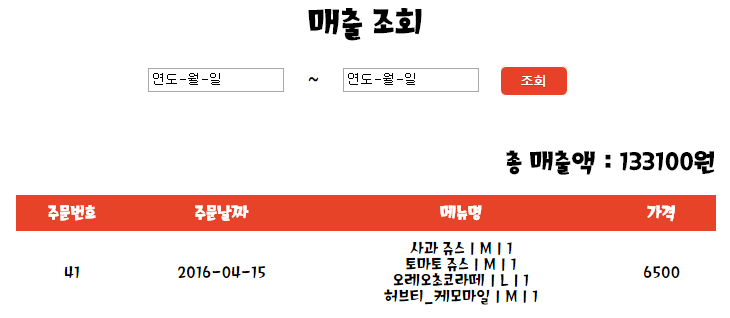 매출 조회
연도-월-일 ~ 연도-월-일 조회
총 매출액 : 133100원
주문번호 주문날짜 메뉴명 가격
사과 쥬스 | M | 1
토마토 쥬스 | M | 1
41 2016-04-15 6500
오레오초코라떼 | L | 1
허브티_케모마일 | M | 1